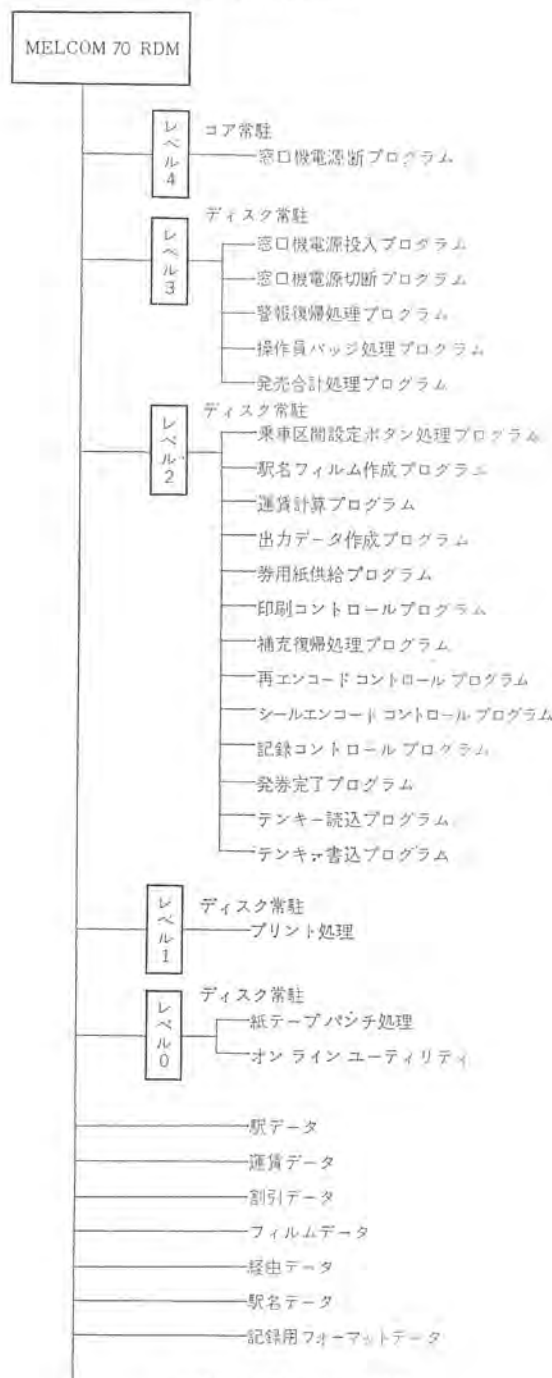 MELCOM 70 RDM
レベル4
コア常駐
窓口機電源断プログラム
レベル3
ディスク常駐
窓口機電源投入プログラム
窓口機電源切断プログラム
警報復帰処理プログラム
操作員バッジ処理プログラム
発売合計処理プログラム
レベル2
ディスク常駐
乗車区間設定ボタン処理プログラム
駅名フィルム作成プログラム
運賃計算プログラム
出力データ作成プログラム
券用紙供給プログラム
印刷コントロールプログラム
補充復帰処理プログラム
再エンコード コントロール プログラム
シールエンコード コントロール プログラム
記録コントロール プログラム
発券完了プログラム
テンキー読込プログラム
テンキー書込プログラム
レベル1
ディスク常駐
プリント処理
レベル0
ディスク常駐
紙テープ パンチ処理
オン ライン ユーティリティ
駅データ
運賃データ
割引データ
フィルムデータ
経由データ
駅名データ
記録用フォーマットデータ